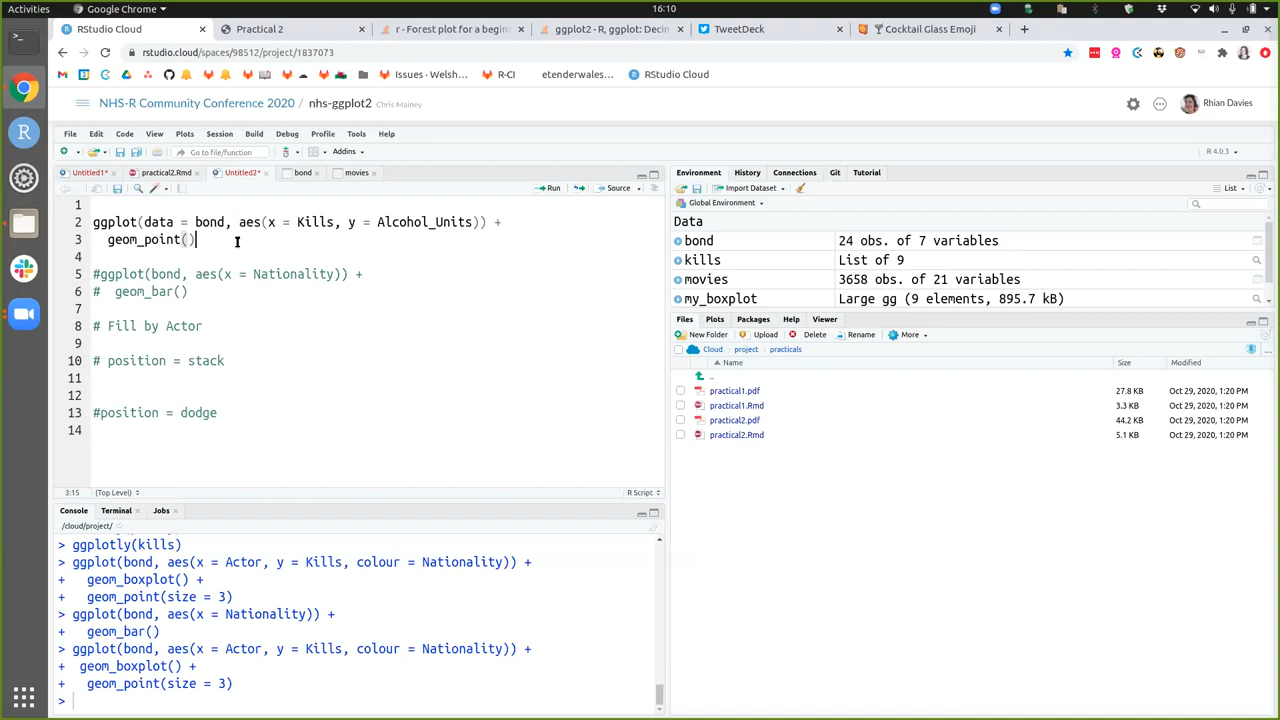 Activities Google Chrome 16:10
RStudio Cloud Practical 2 r - Forest plot for a beginn ggplot2 - R, ggplot: Decin TweetDeck Cocktail Glass Emoji
rstudio.cloud/spaces/98512/project/1837073
Issues · Welsh... R-CI etenderwales... RStudio Cloud
NHS-R Community Conference 2020 / nhs-ggplot2 Chris Mainey Rhian Davies
File Edit Code View Plots Session Build Debug Profile Tools Help
Go to file/function Addins R 4.0.3
Untitled1* practical2.Rmd Untitled2* bond movies
Run Source
1
2 ggplot(data = bond, aes(x = Kills, y = Alcohol_Units)) +
3 geom_point()
4
5 #ggplot(bond, aes(x = Nationality)) +
6 # geom_bar()
7
8 # Fill by Actor
9
10 # position = stack
11
12
13 #position = dodge
14
3:15 (Top Level) R Script
Console Terminal Jobs
/cloud/project/
> ggplotly(kills)
> ggplot(bond, aes(x = Actor, y = Kills, colour = Nationality)) +
+ geom_boxplot() +
+ geom_point(size = 3)
> ggplot(bond, aes(x = Nationality)) +
+ geom_bar()
> ggplot(bond, aes(x = Actor, y = Kills, colour = Nationality)) +
+ geom_boxplot() +
+ geom_point(size = 3)
>
Environment History Connections Git Tutorial
Import Dataset List
Global Environment
Data
bond 24 obs. of 7 variables
kills List of 9
movies 3658 obs. of 21 variables
my_boxplot Large gg (9 elements, 895.7 kB)
Files Plots Packages Help Viewer
New Folder Upload Delete Rename More
Cloud project practicals
Name Size Modified
..
practical1.pdf 27.8 KB Oct 29, 2020, 1:20 PM
practical1.Rmd 3.3 KB Oct 29, 2020, 1:20 PM
practical2.pdf 44.2 KB Oct 29, 2020, 1:20 PM
practical2.Rmd 5.1 KB Oct 29, 2020, 1:20 PM